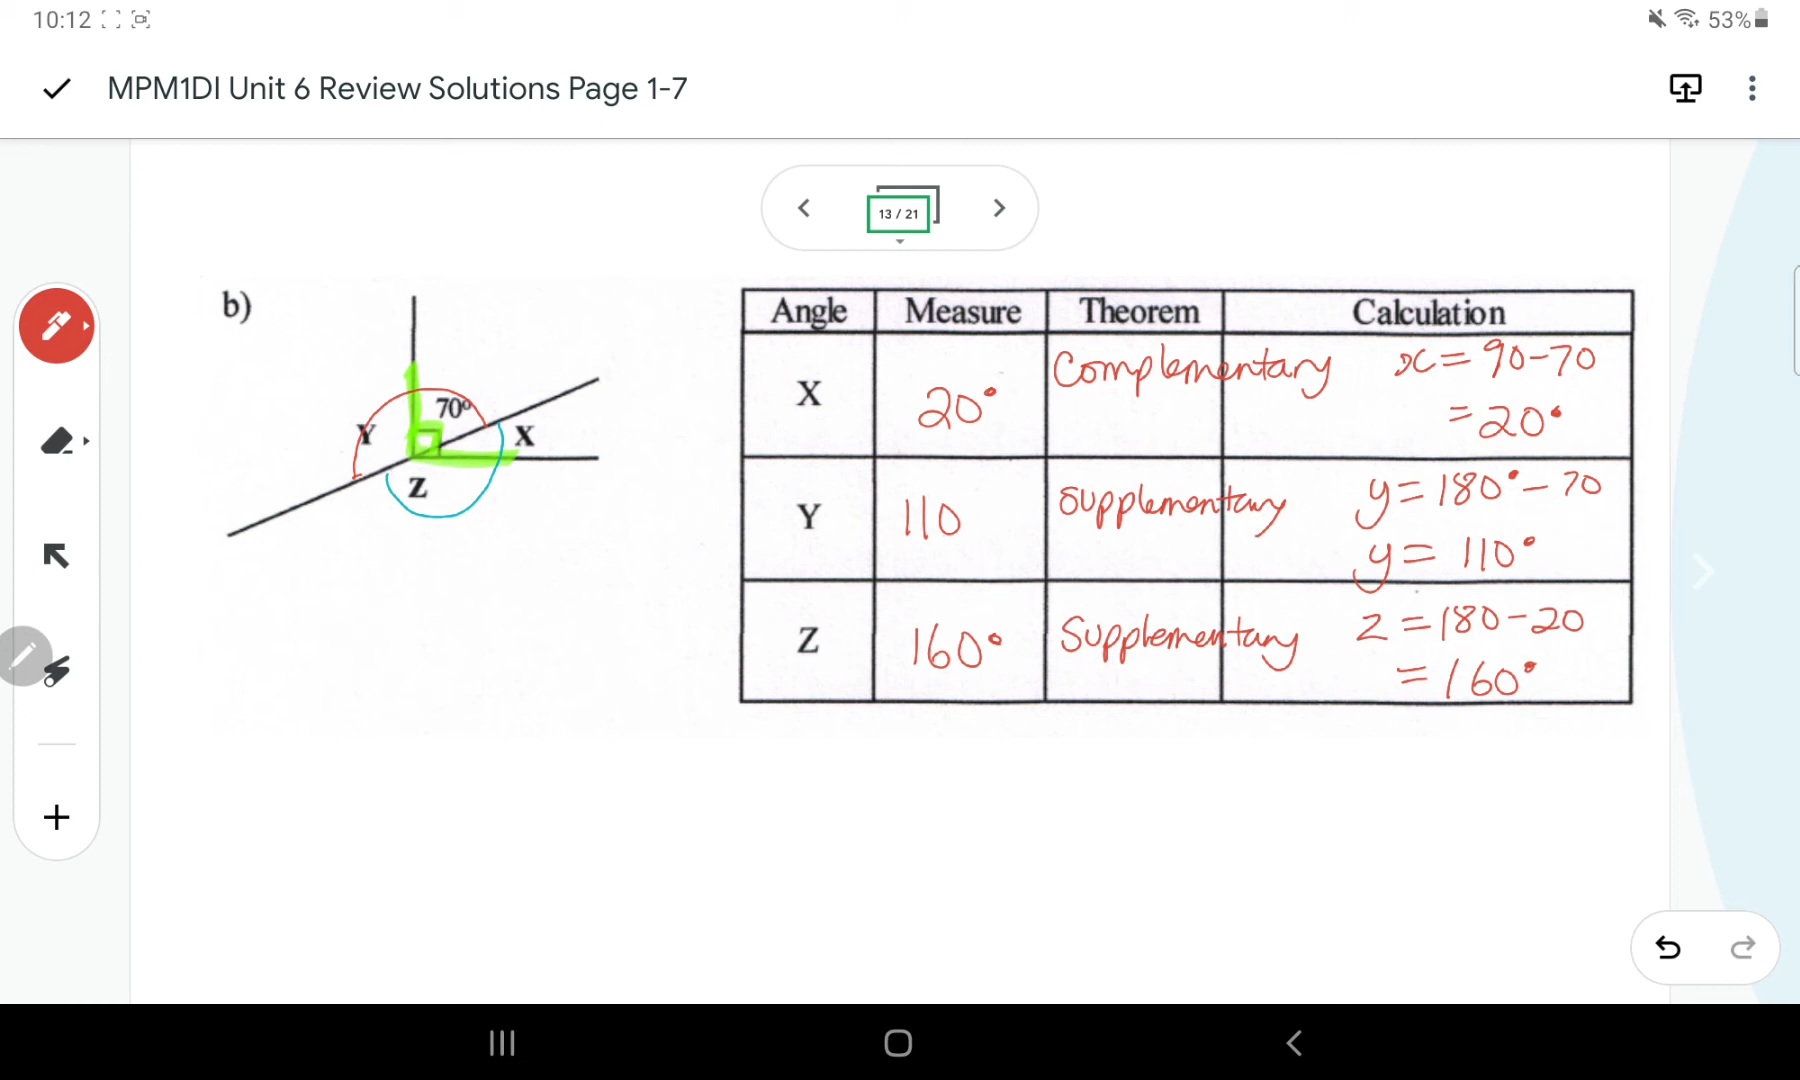 10:12
53%
MPM1DI Unit 6 Review Solutions Page 1-7
13 / 21
b)
70°
Y
X
Z
Angle Measure Theorem Calculation
X 20° Complementary x = 90-70
= 20°
Y 110 Supplementary y = 180° - 70
y = 110°
Z 160° Supplementary z = 180-20
= 160°